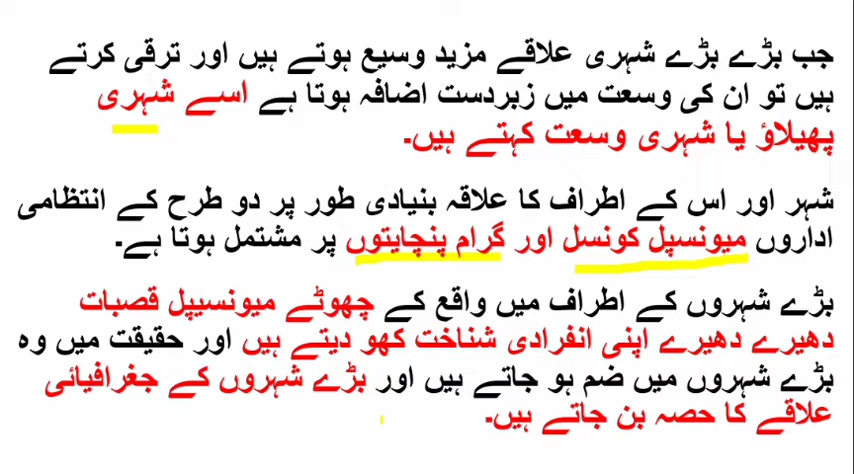 جب بڑے بڑے شہری علاقے مزید وسیع ہوتے ہیں اور ترقی کرتے
ہیں تو ان کی وسعت میں زبردست اضافہ ہوتا ہے اسے شہری
پھیلاؤ یا شہری وسعت کہتے ہیں۔
شہر اور اس کے اطراف کا علاقہ بنیادی طور پر دو طرح کے انتظامی
اداروں میونسپل کونسل اور گرام پنچایتوں پر مشتمل ہوتا ہے۔
بڑے شہروں کے اطراف میں واقع کے چھوٹے میونسیپل قصبات
دھیرے دھیرے اپنی انفرادی شناخت کھو دیتے ہیں اور حقیقت میں وہ
بڑے شہروں میں ضم ہو جاتے ہیں اور بڑے شہروں کے جغرافیائی
علاقے کا حصہ بن جاتے ہیں۔